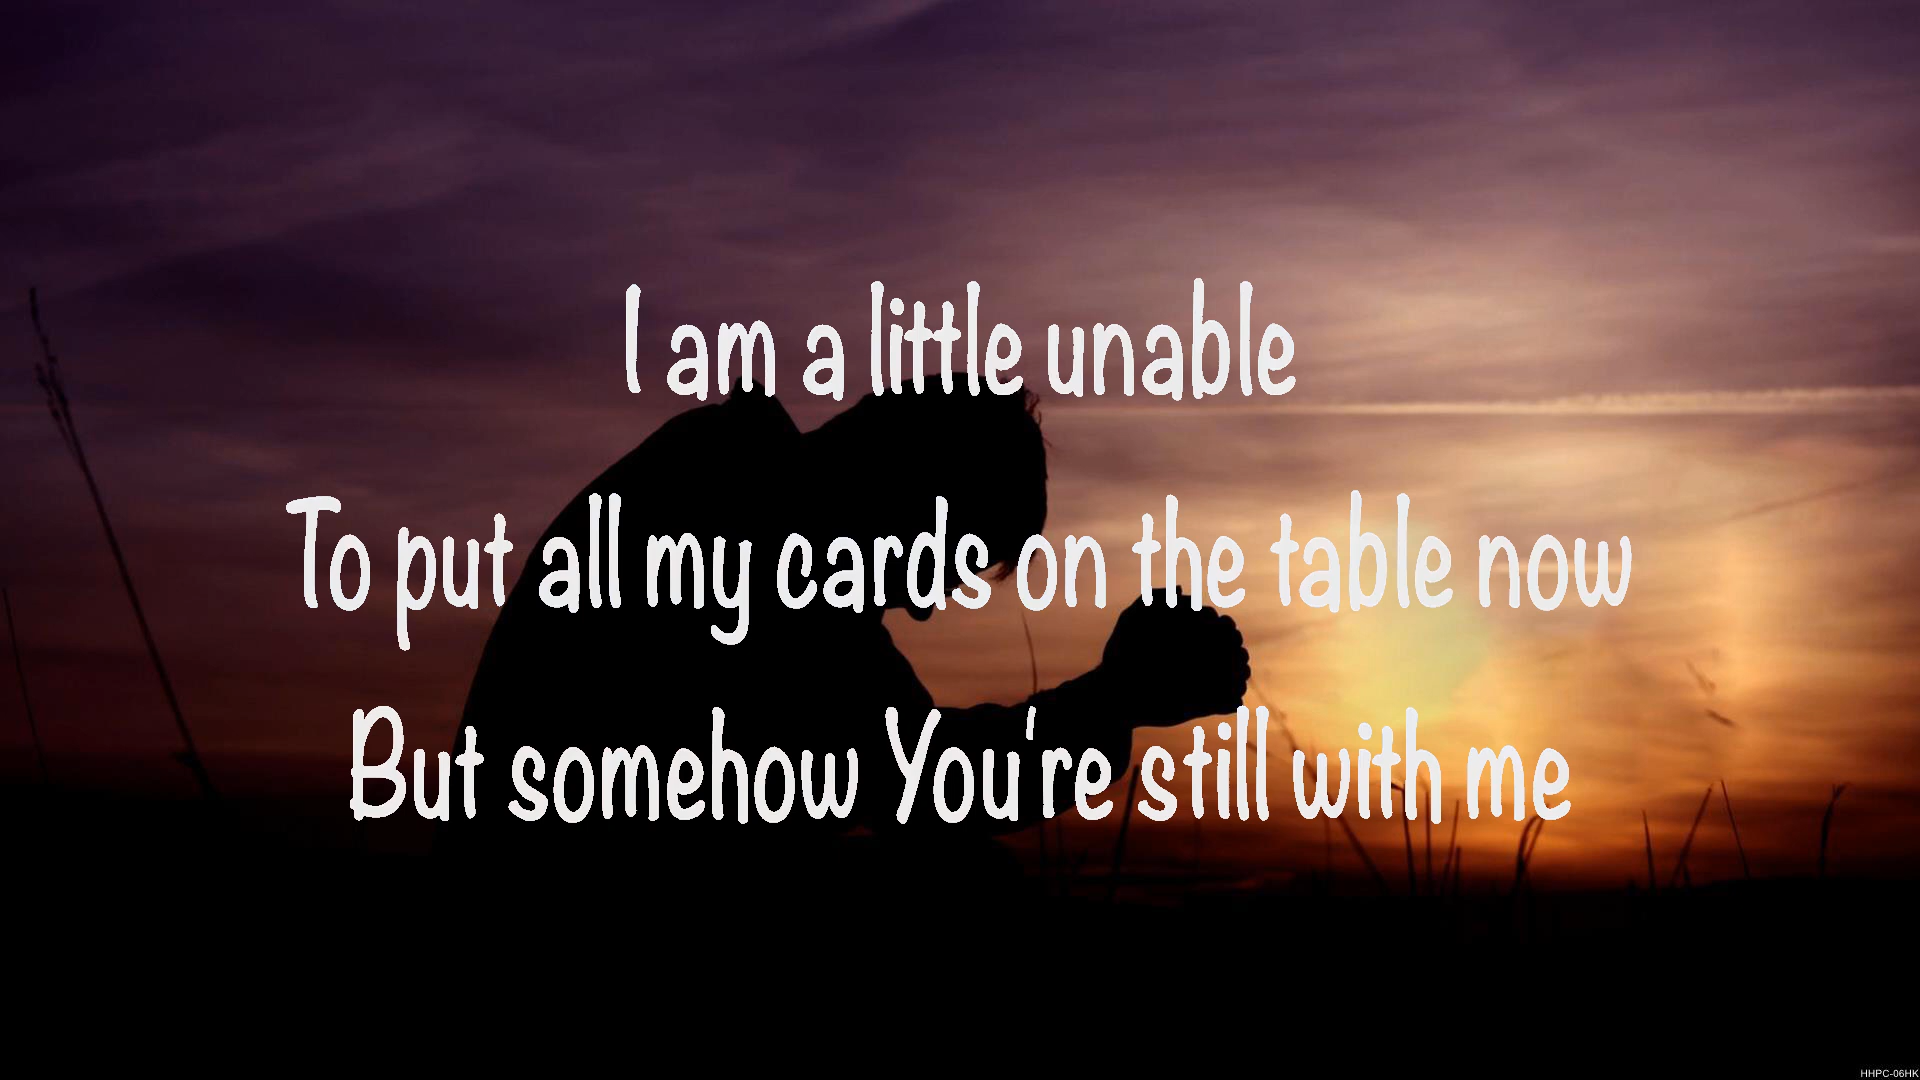 I am a little unable
To put all my cards on the table now
But somehow You're still with me
HHPC-06HK